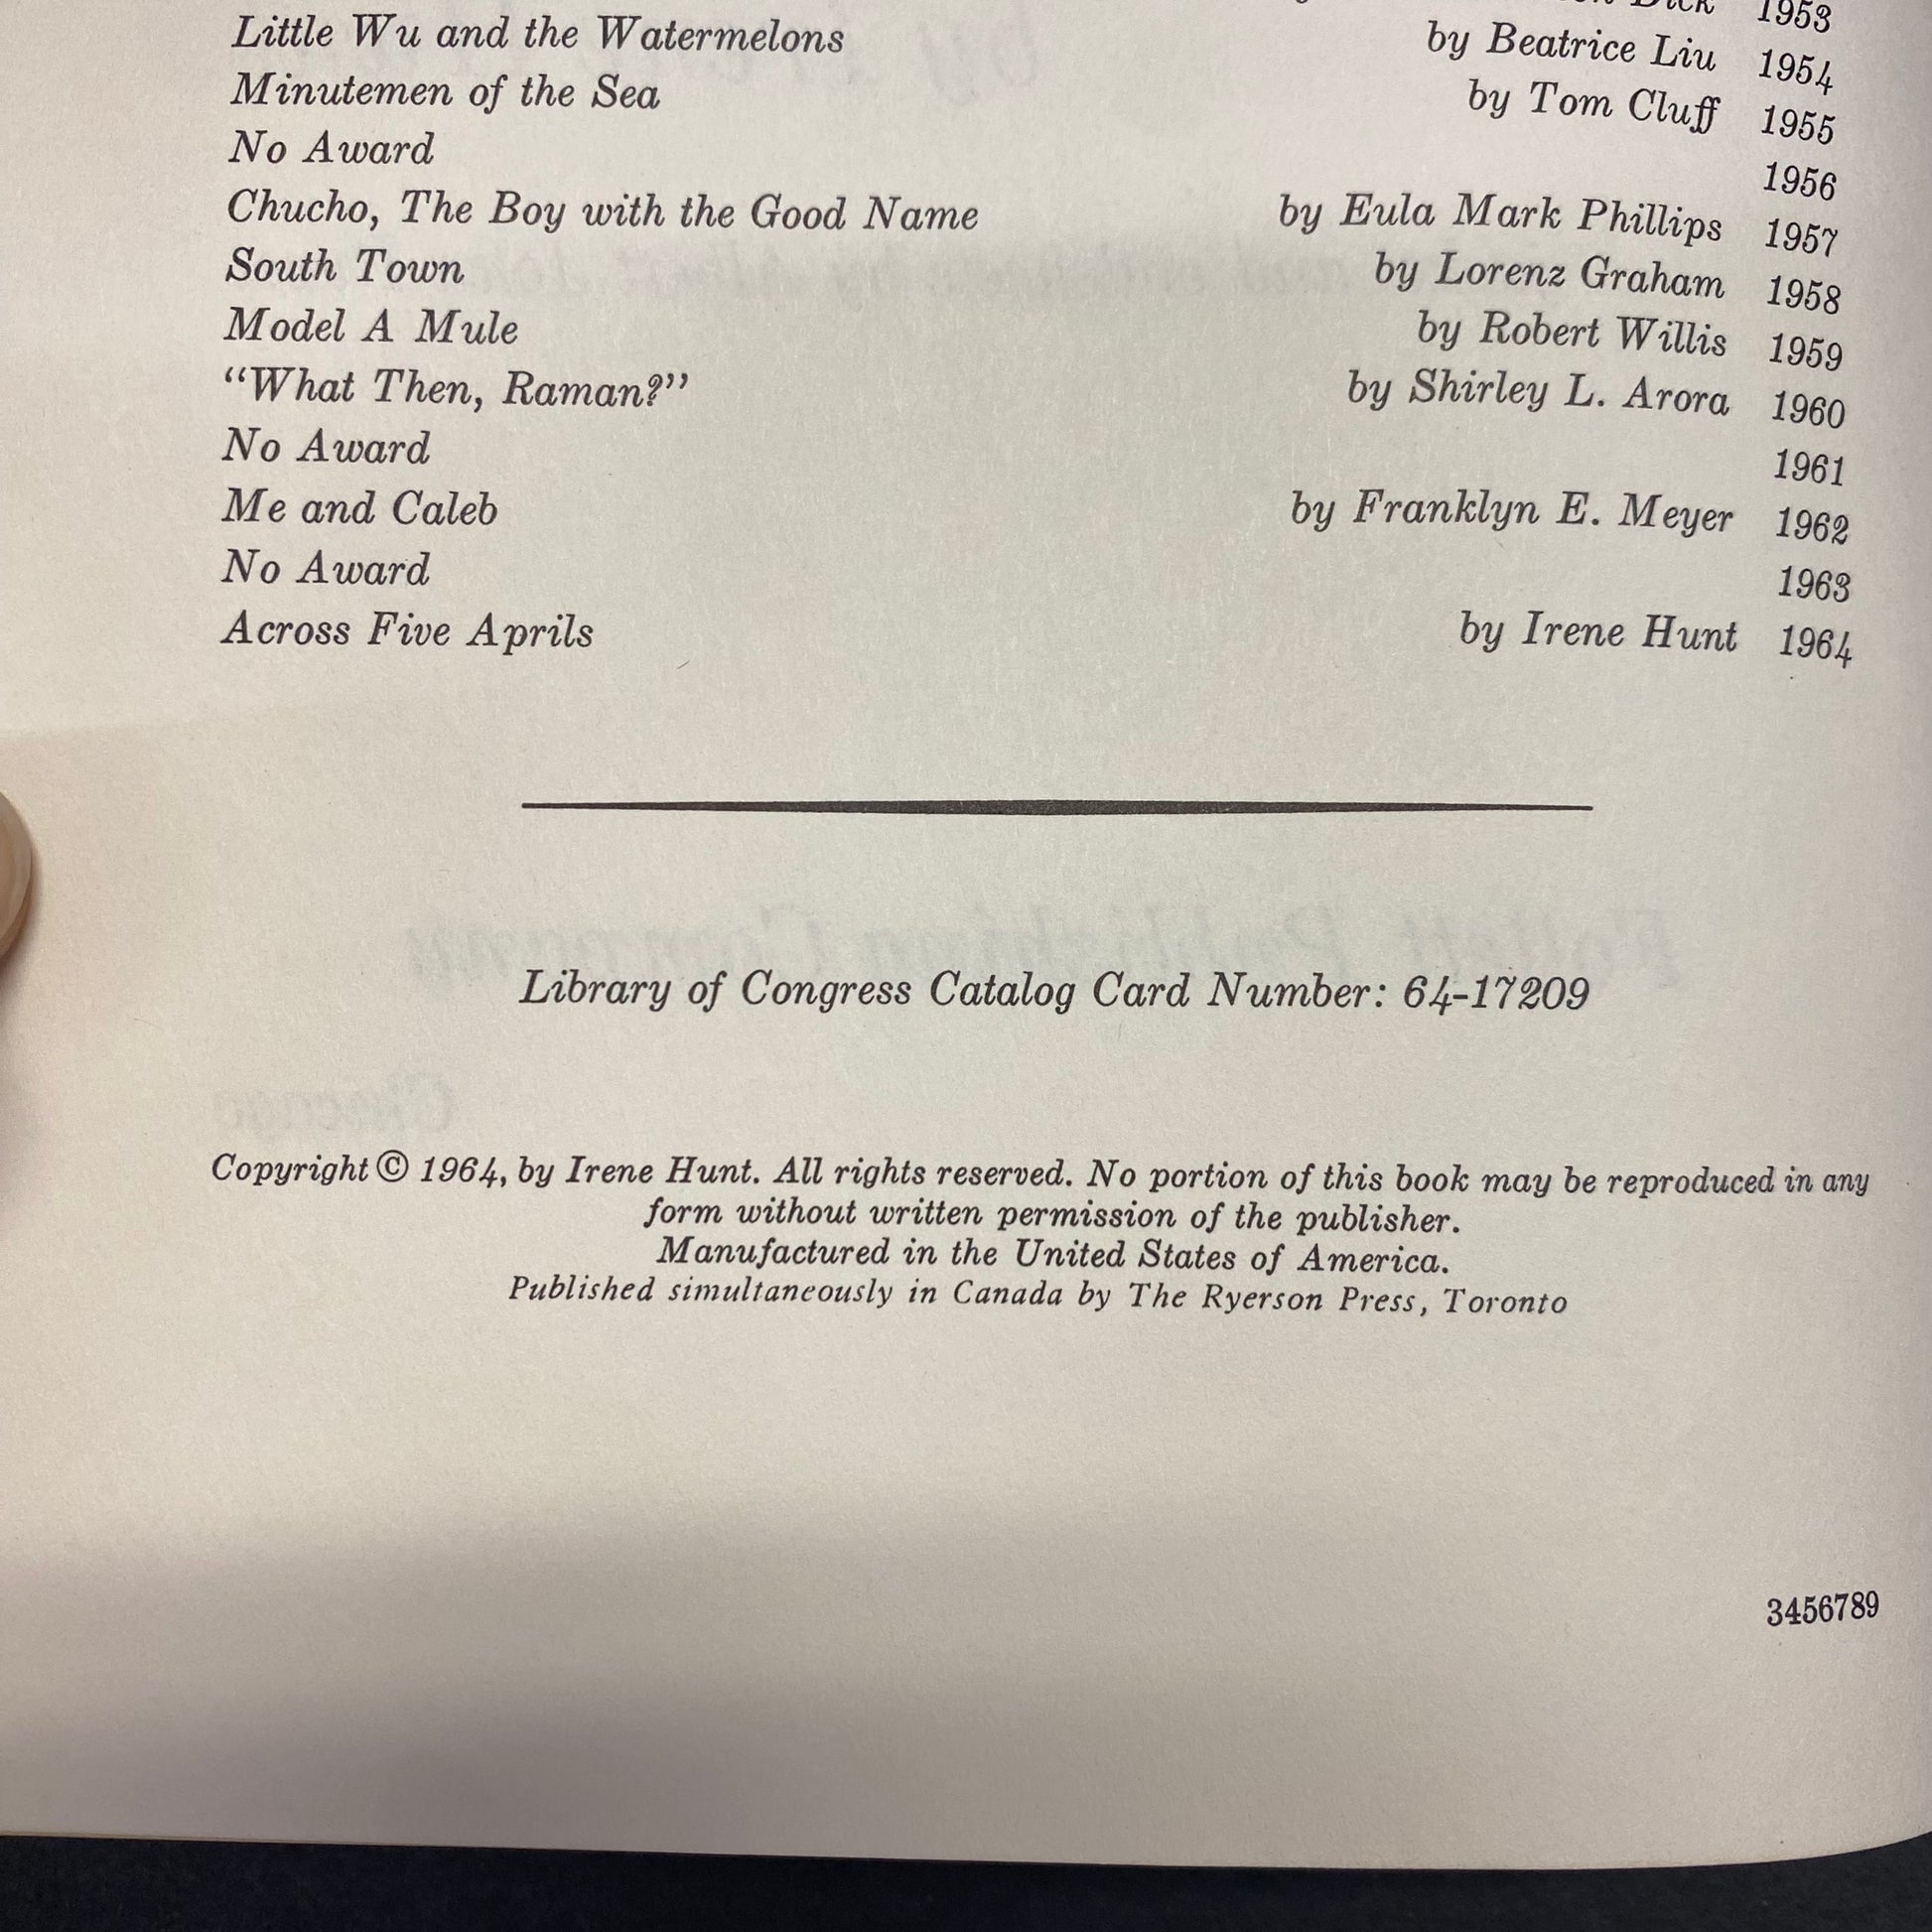 Dick 1953
Little Wu and the Watermelons by Beatrice Liu 1954
Minutemen of the Sea by Tom Cluff 1955
No Award 1956
Chucho, The Boy with the Good Name by Eula Mark Phillips 1957
South Town by Lorenz Graham 1958
Model A Mule by Robert Willis 1959
“What Then, Raman?” by Shirley L. Arora 1960
No Award 1961
Me and Caleb by Franklyn E. Meyer 1962
No Award 1963
Across Five Aprils by Irene Hunt 1964
Library of Congress Catalog Card Number: 64-17209
Copyright © 1964, by Irene Hunt. All rights reserved. No portion of this book may be reproduced in any
form without written permission of the publisher.
Manufactured in the United States of America.
Published simultaneously in Canada by The Ryerson Press, Toronto
3456789